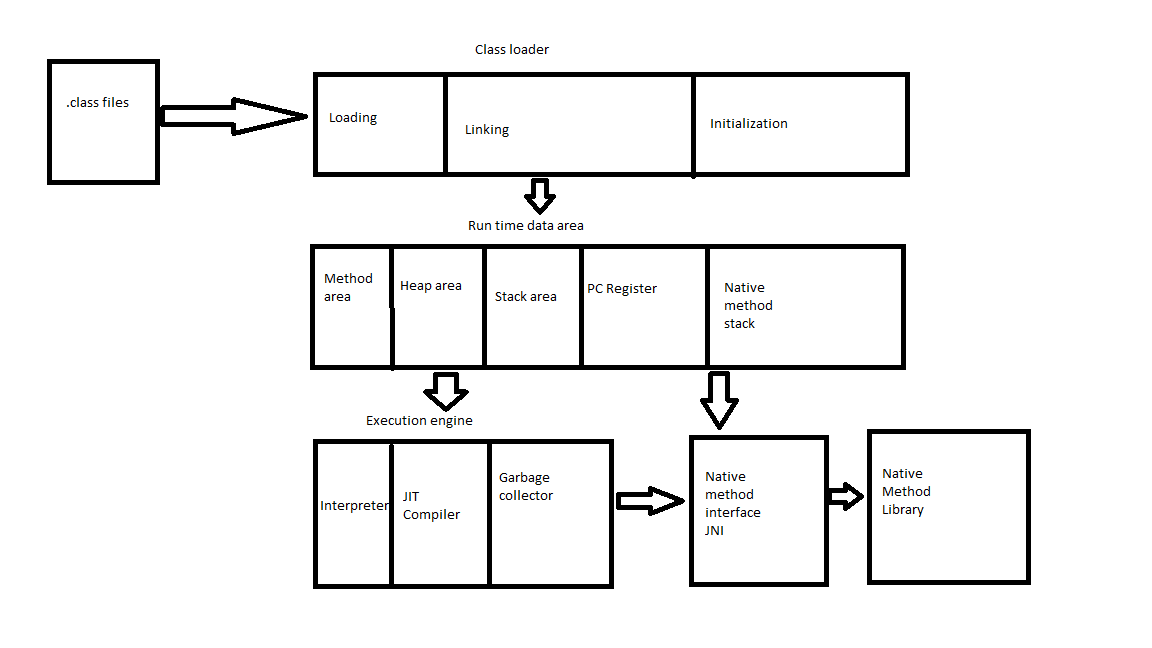 Class loader
.class files
Loading
Linking
Initialization
Run time data area
Method
area
Heap area
Stack area
PC Register
Native
method
stack
Execution engine
Interpreter
JIT
Compiler
Garbage
collector
Native
method
interface
JNI
Native
Method
Library